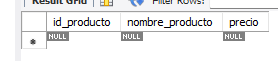 Result Grid Filter Rows:
id_producto nombre_producto precio
* NULL NULL NULL